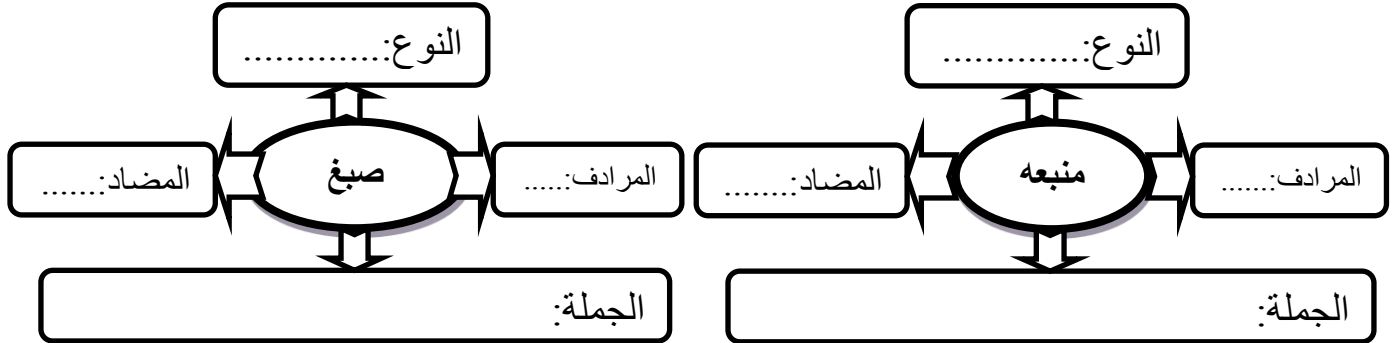 النوع:.............. النوع:..............
المرادف:...... منبعه المضاد:....... المرادف:..... صبغ المضاد:......
الجملة: الجملة: